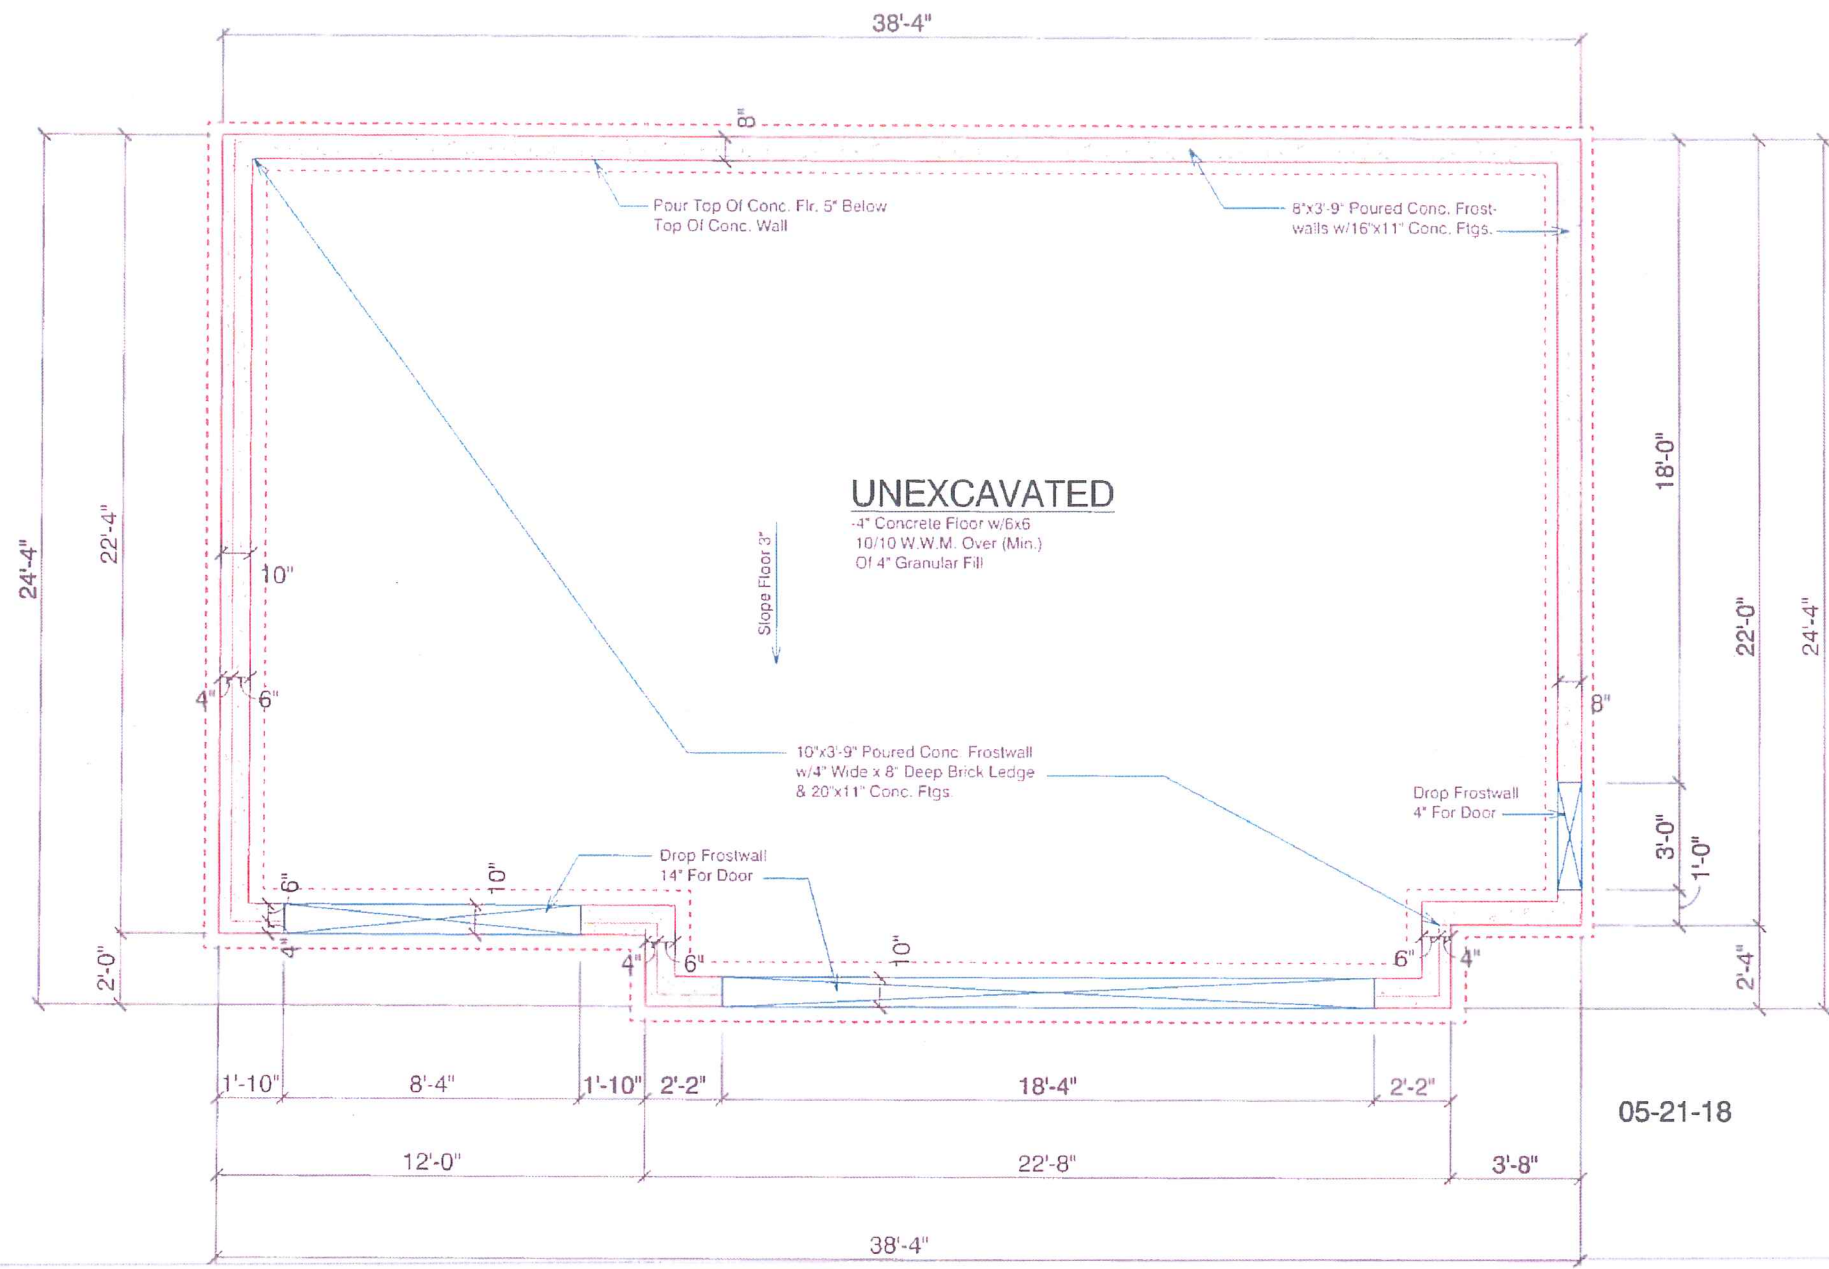 38'-4"
8"
Pour Top Of Conc. Flr. 5" Below
Top Of Conc. Wall
8"x3'-9" Poured Conc. Frost-
walls w/16"x11" Conc. Ftgs.
18'-0"
UNEXCAVATED
-4" Concrete Floor w/6x6
10/10 W.W.M. Over (Min.)
Of 4" Granular Fill
Slope Floor 3"
24'-4"
22'-4"
10"
22'-0"
24'-4"
4"
6"
8"
10"x3'-9" Poured Conc. Frostwall
w/4" Wide x 8" Deep Brick Ledge
& 20"x11" Conc. Ftgs.
Drop Frostwall
4" For Door
3'-0"
1'-0"
Drop Frostwall
14" For Door
6"
10"
4"
2'-0"
4"
6"
10"
6"
4"
2'-4"
1'-10"
8'-4"
1'-10"
2'-2"
18'-4"
2'-2"
05-21-18
12'-0"
22'-8"
3'-8"
38'-4"